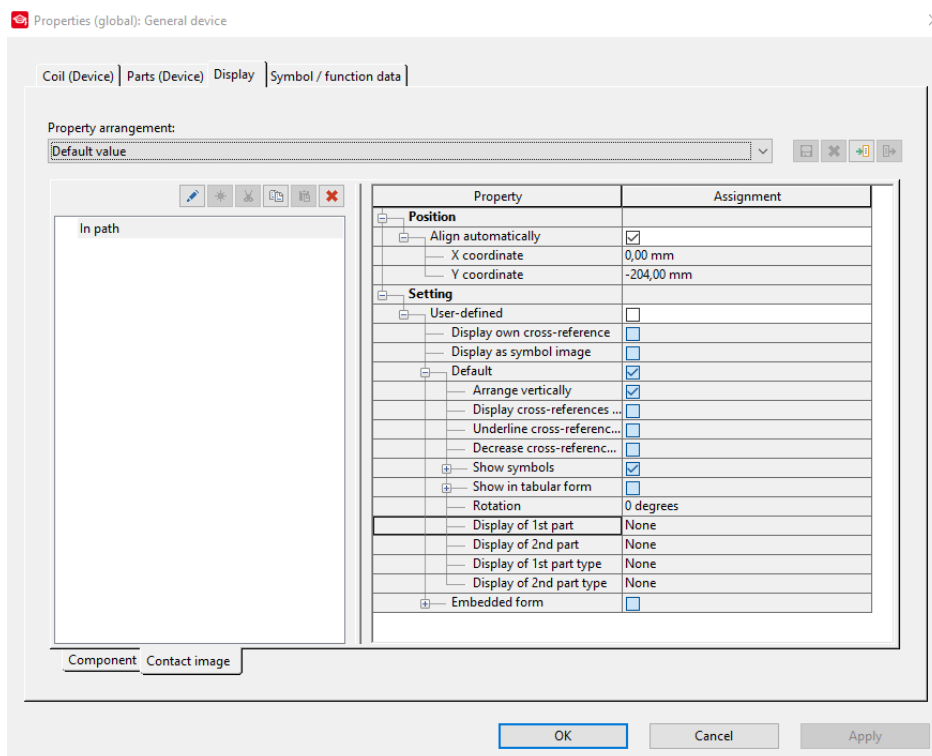 Properties (global): General device
Coil (Device) Parts (Device) Display Symbol / function data
Property arrangement:
Default value
In path
Property Assignment
Position
Align automatically
X coordinate 0,00 mm
Y coordinate -204,00 mm
Setting
User-defined
Display own cross-reference
Display as symbol image
Default
Arrange vertically
Display cross-references ...
Underline cross-referenc...
Decrease cross-referenc...
Show symbols
Show in tabular form
Rotation 0 degrees
Display of 1st part None
Display of 2nd part None
Display of 1st part type None
Display of 2nd part type None
Embedded form
Component Contact image
OK Cancel Apply